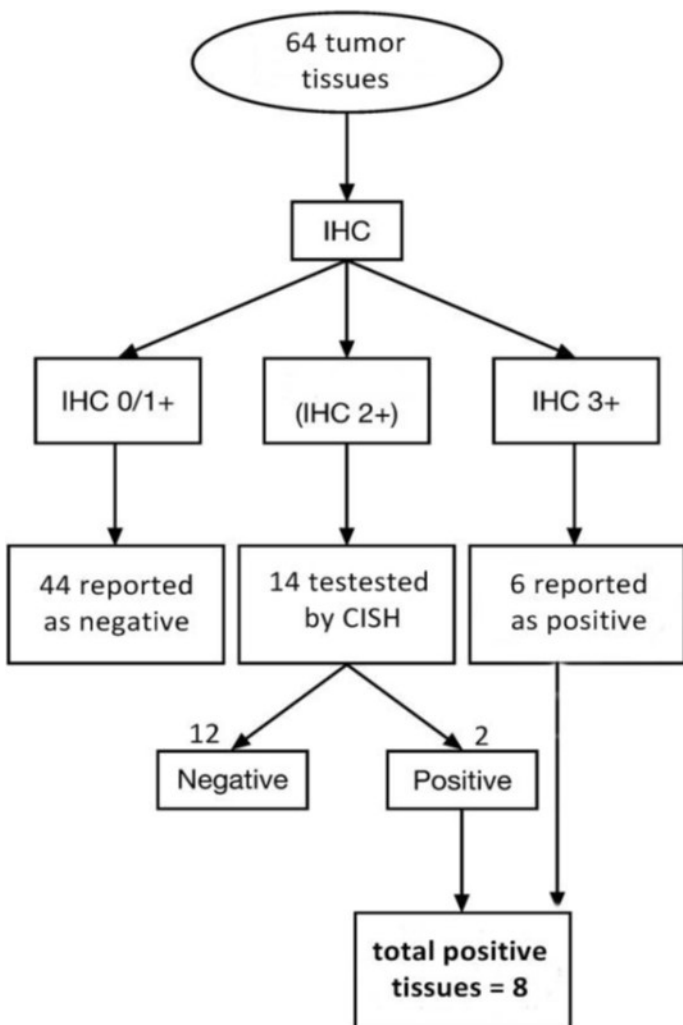 64 tumor
tissues
IHC
IHC 0/1+
(IHC 2+)
IHC 3+
44 reported
as negative
14 testested
by CISH
6 reported
as positive
12
2
Negative
Positive
total positive
tissues = 8